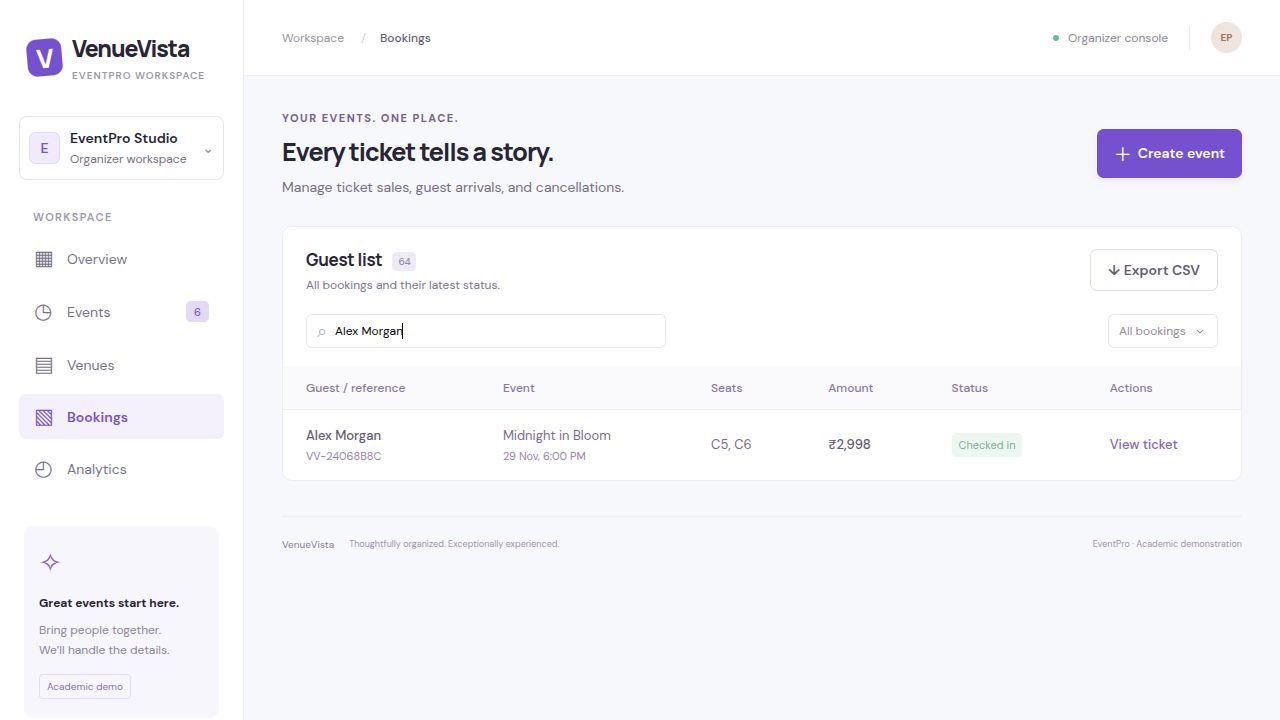 V VenueVista
EVENTPRO WORKSPACE
E EventPro Studio
Organizer workspace
WORKSPACE
Overview
Events 6
Venues
Bookings
Analytics
Great events start here.
Bring people together.
We'll handle the details.
Academic demo
Workspace / Bookings
Organizer console EP
YOUR EVENTS. ONE PLACE.
Every ticket tells a story.
Manage ticket sales, guest arrivals, and cancellations.
+ Create event
Guest list 64
All bookings and their latest status.
↓ Export CSV
⌕ Alex Morgan
All bookings
Guest / reference Event Seats Amount Status Actions
Alex Morgan Midnight in Bloom C5, C6 ₹2,998 Checked in View ticket
VV-24068B8C 29 Nov, 6:00 PM
VenueVista Thoughtfully organized. Exceptionally experienced. EventPro · Academic demonstration